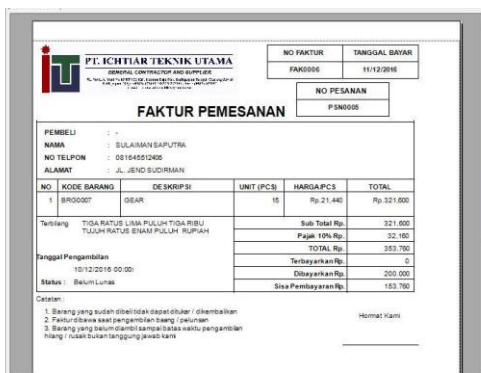 PT. ICHTIAR TEKNIK UTAMA
GENERAL CONTRACTOR AND SUPPLIER
NO FAKTUR TANGGAL BAYAR
FAK0006 11/12/2016
NO PESANAN
PSN0005
FAKTUR PEMESANAN
PEMBELI : -
NAMA : SULAIMAN SAPUTRA
NO TELPON : 081645512406
ALAMAT : JL. JEND SUDIRMAN
NO KODE BARANG DESKRIPSI UNIT (PCS) HARGA/PCS TOTAL
1 BRG0007 GEAR 15 Rp.21,440 Rp.321,600
Terbilang TIGA RATUS LIMA PULUH TIGA RIBU
TUJUH RATUS ENAM PULUH RUPIAH
Sub Total Rp. 321,600
Pajak 10% Rp. 32,160
TOTAL Rp. 353,760
Tanggal Pengambilan
Terbayarkan Rp. 0
10/12/2016 00:00:
Dibayarkan Rp. 200.000
Status : Belum Lunas
Sisa Pembayaran Rp. 153.760
Catatan :
1. Barang yang sudah dibeli tidak dapat ditukar / dikembalikan
2. Faktur dibawa saat pengambilan baang / pelunsan
3. Barang yang belum diambil sampai batas waktu pengambilan
hilang / rusak bukan tanggung jawab kami
Hormat Kami